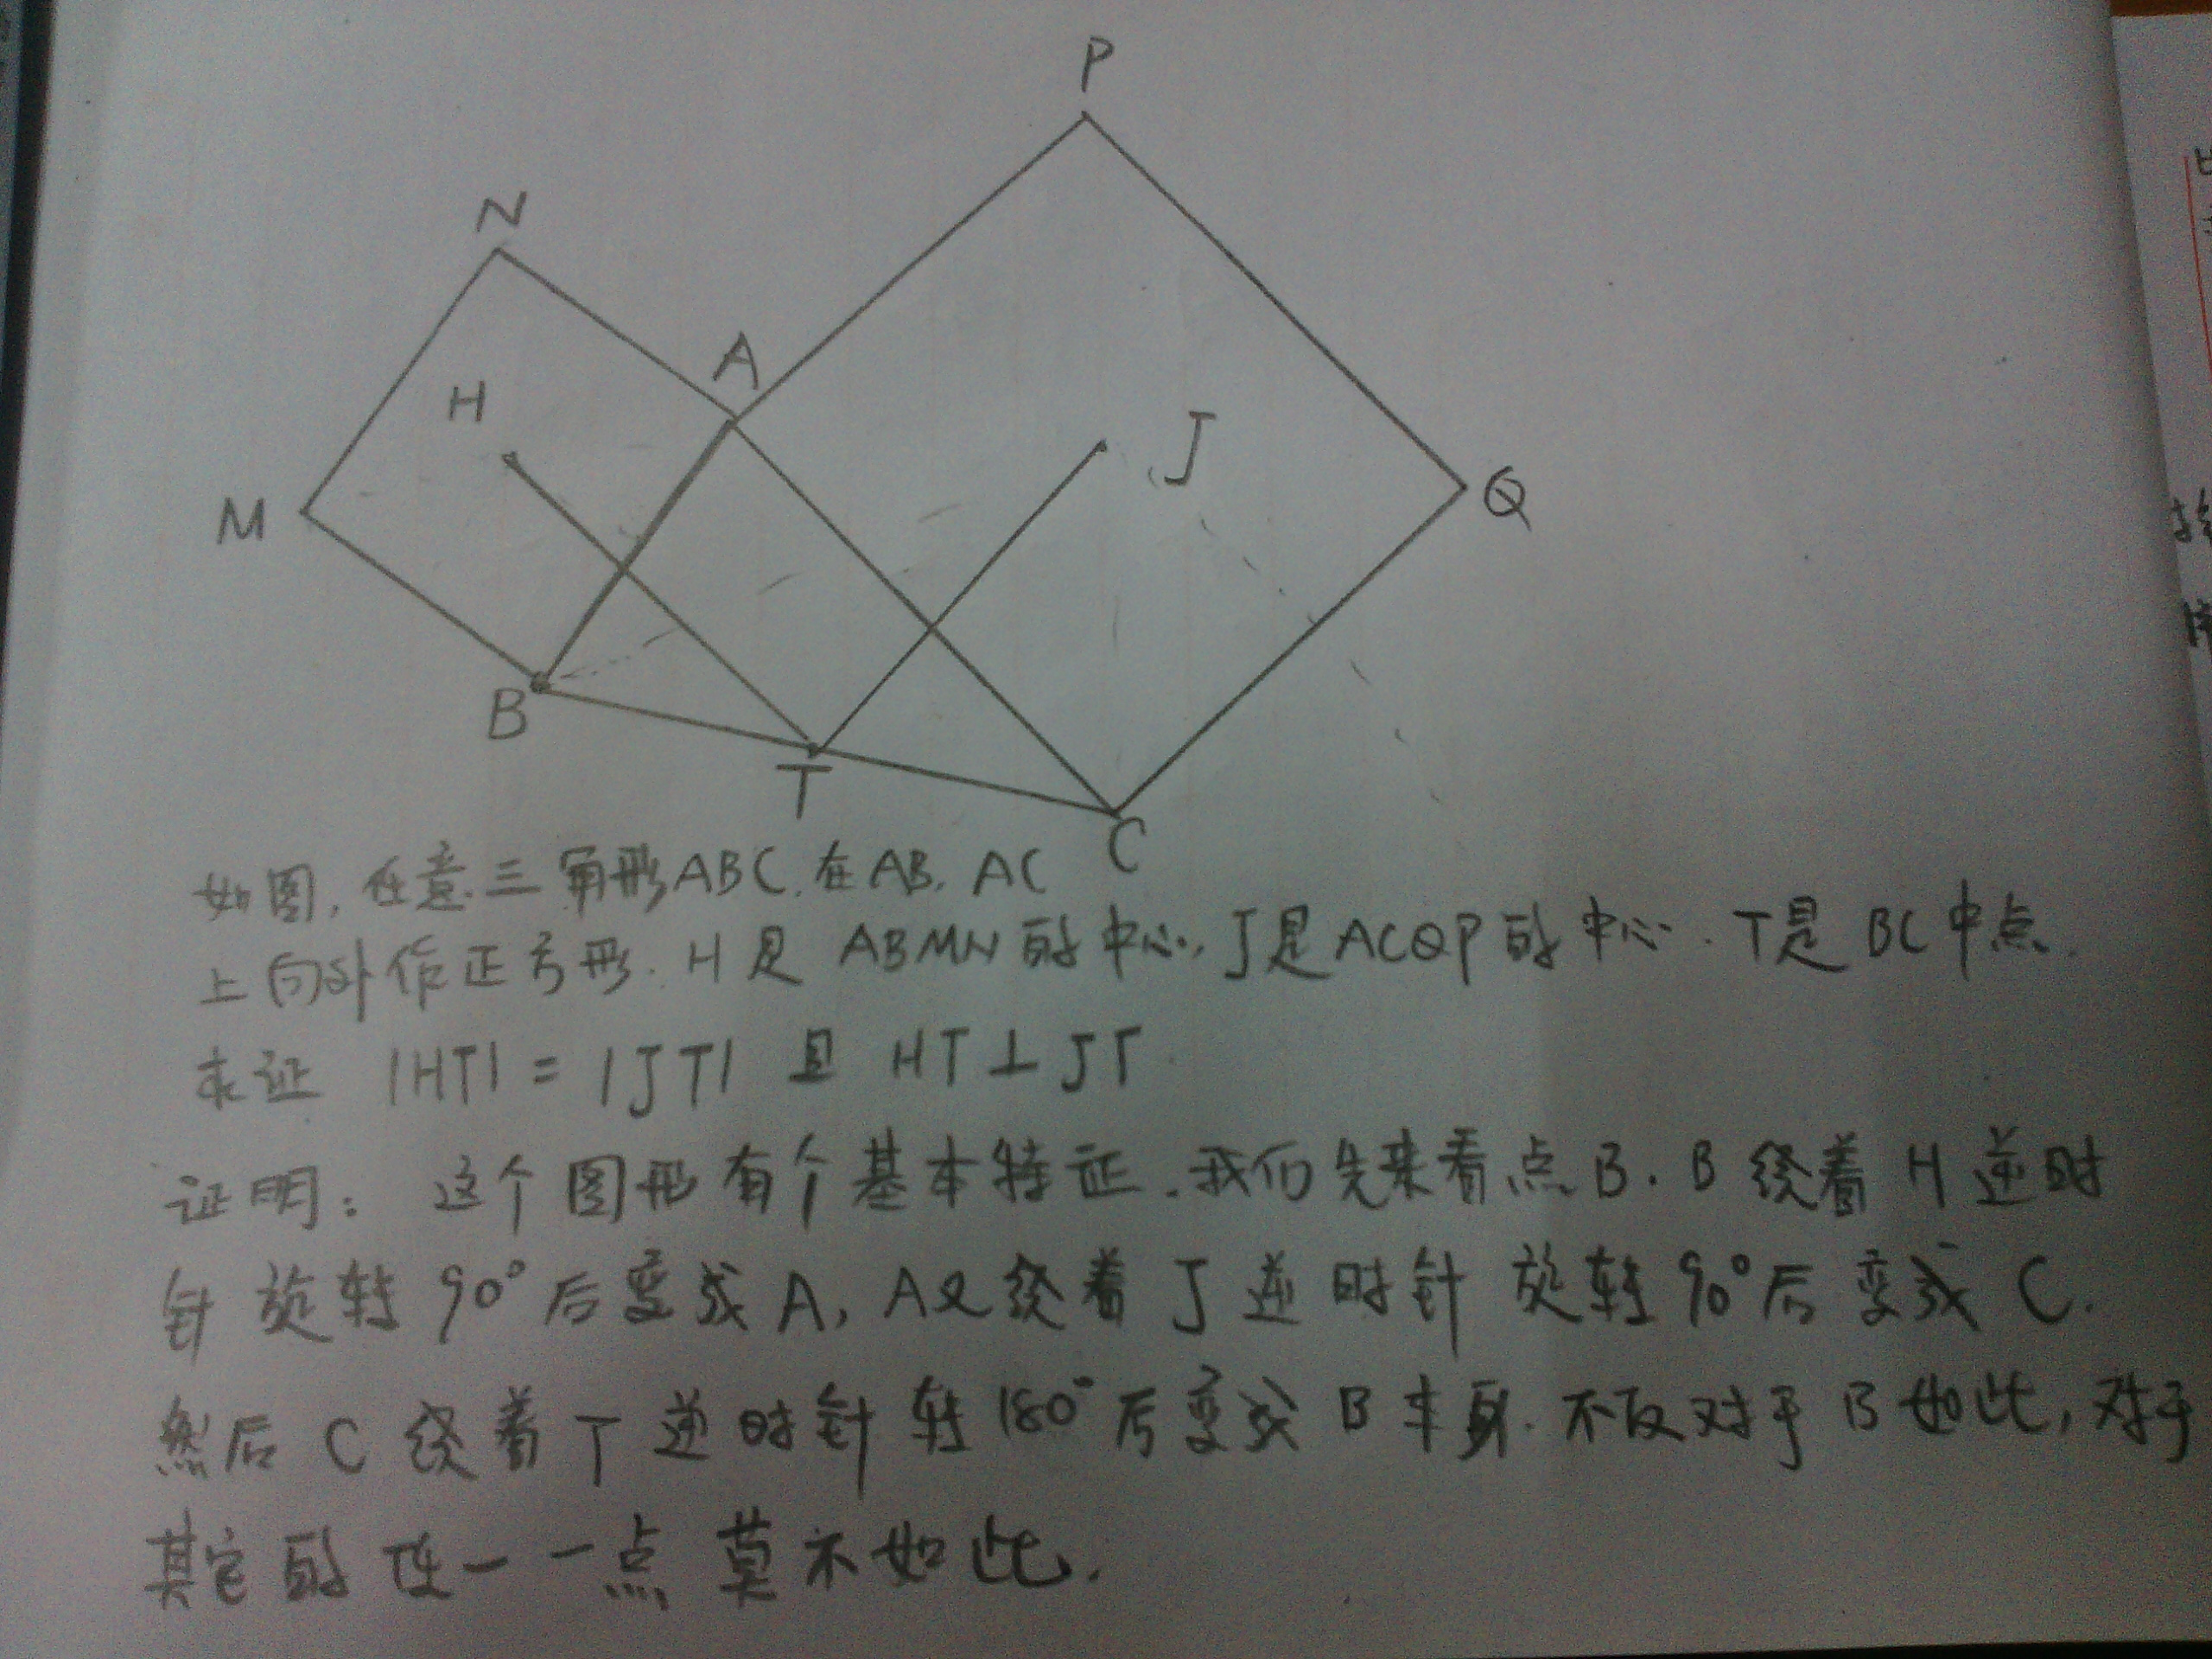 P
N
A
H
J
M
Q
B
T
C
如图,任意三角形ABC.在AB,AC
上向外作正方形.H是ABMN的中心,J是ACQP的中心.T是BC中点.
求证 |HT|=|JT| 且 HT⊥JT.
证明: 这个图形有个基本特征.我们先来看点B.B绕着H逆时
针旋转90°后变成A,A又绕着J逆时针旋转90°后变成C.
然后C绕着T逆时针转180°后变成B本身.不仅对于B如此,对于
其它的任一一点莫不如此.